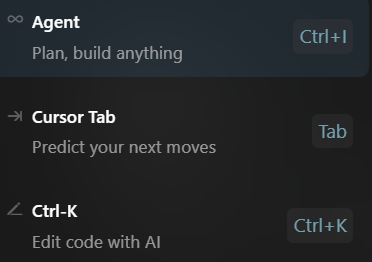 Agent
Ctrl+I
Plan, build anything
Cursor Tab
Tab
Predict your next moves
Ctrl-K
Ctrl+K
Edit code with AI